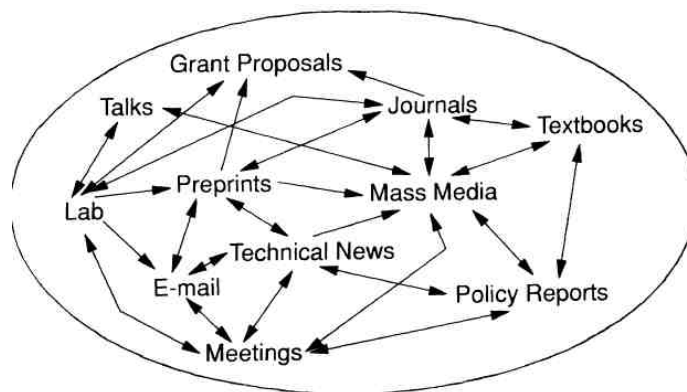 Grant Proposals
Talks
Journals
Textbooks
Preprints
Mass Media
Lab
Technical News
E-mail
Policy Reports
Meetings